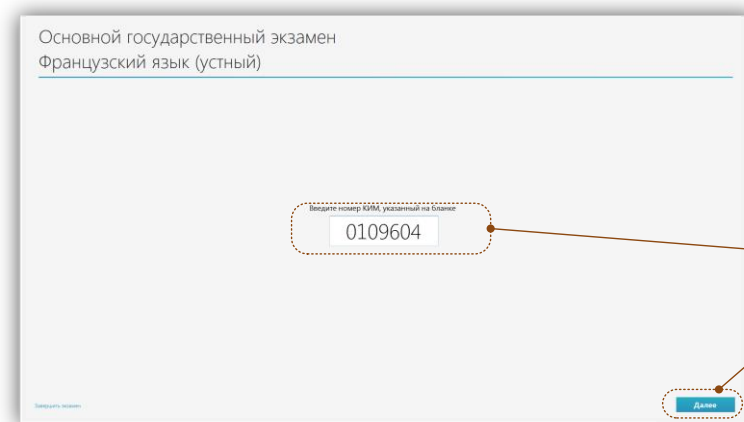 Основной государственный экзамен
Французский язык (устный)
Введите номер КИМ, указанный на бланке
0109604
Завершить экзамен
Далее